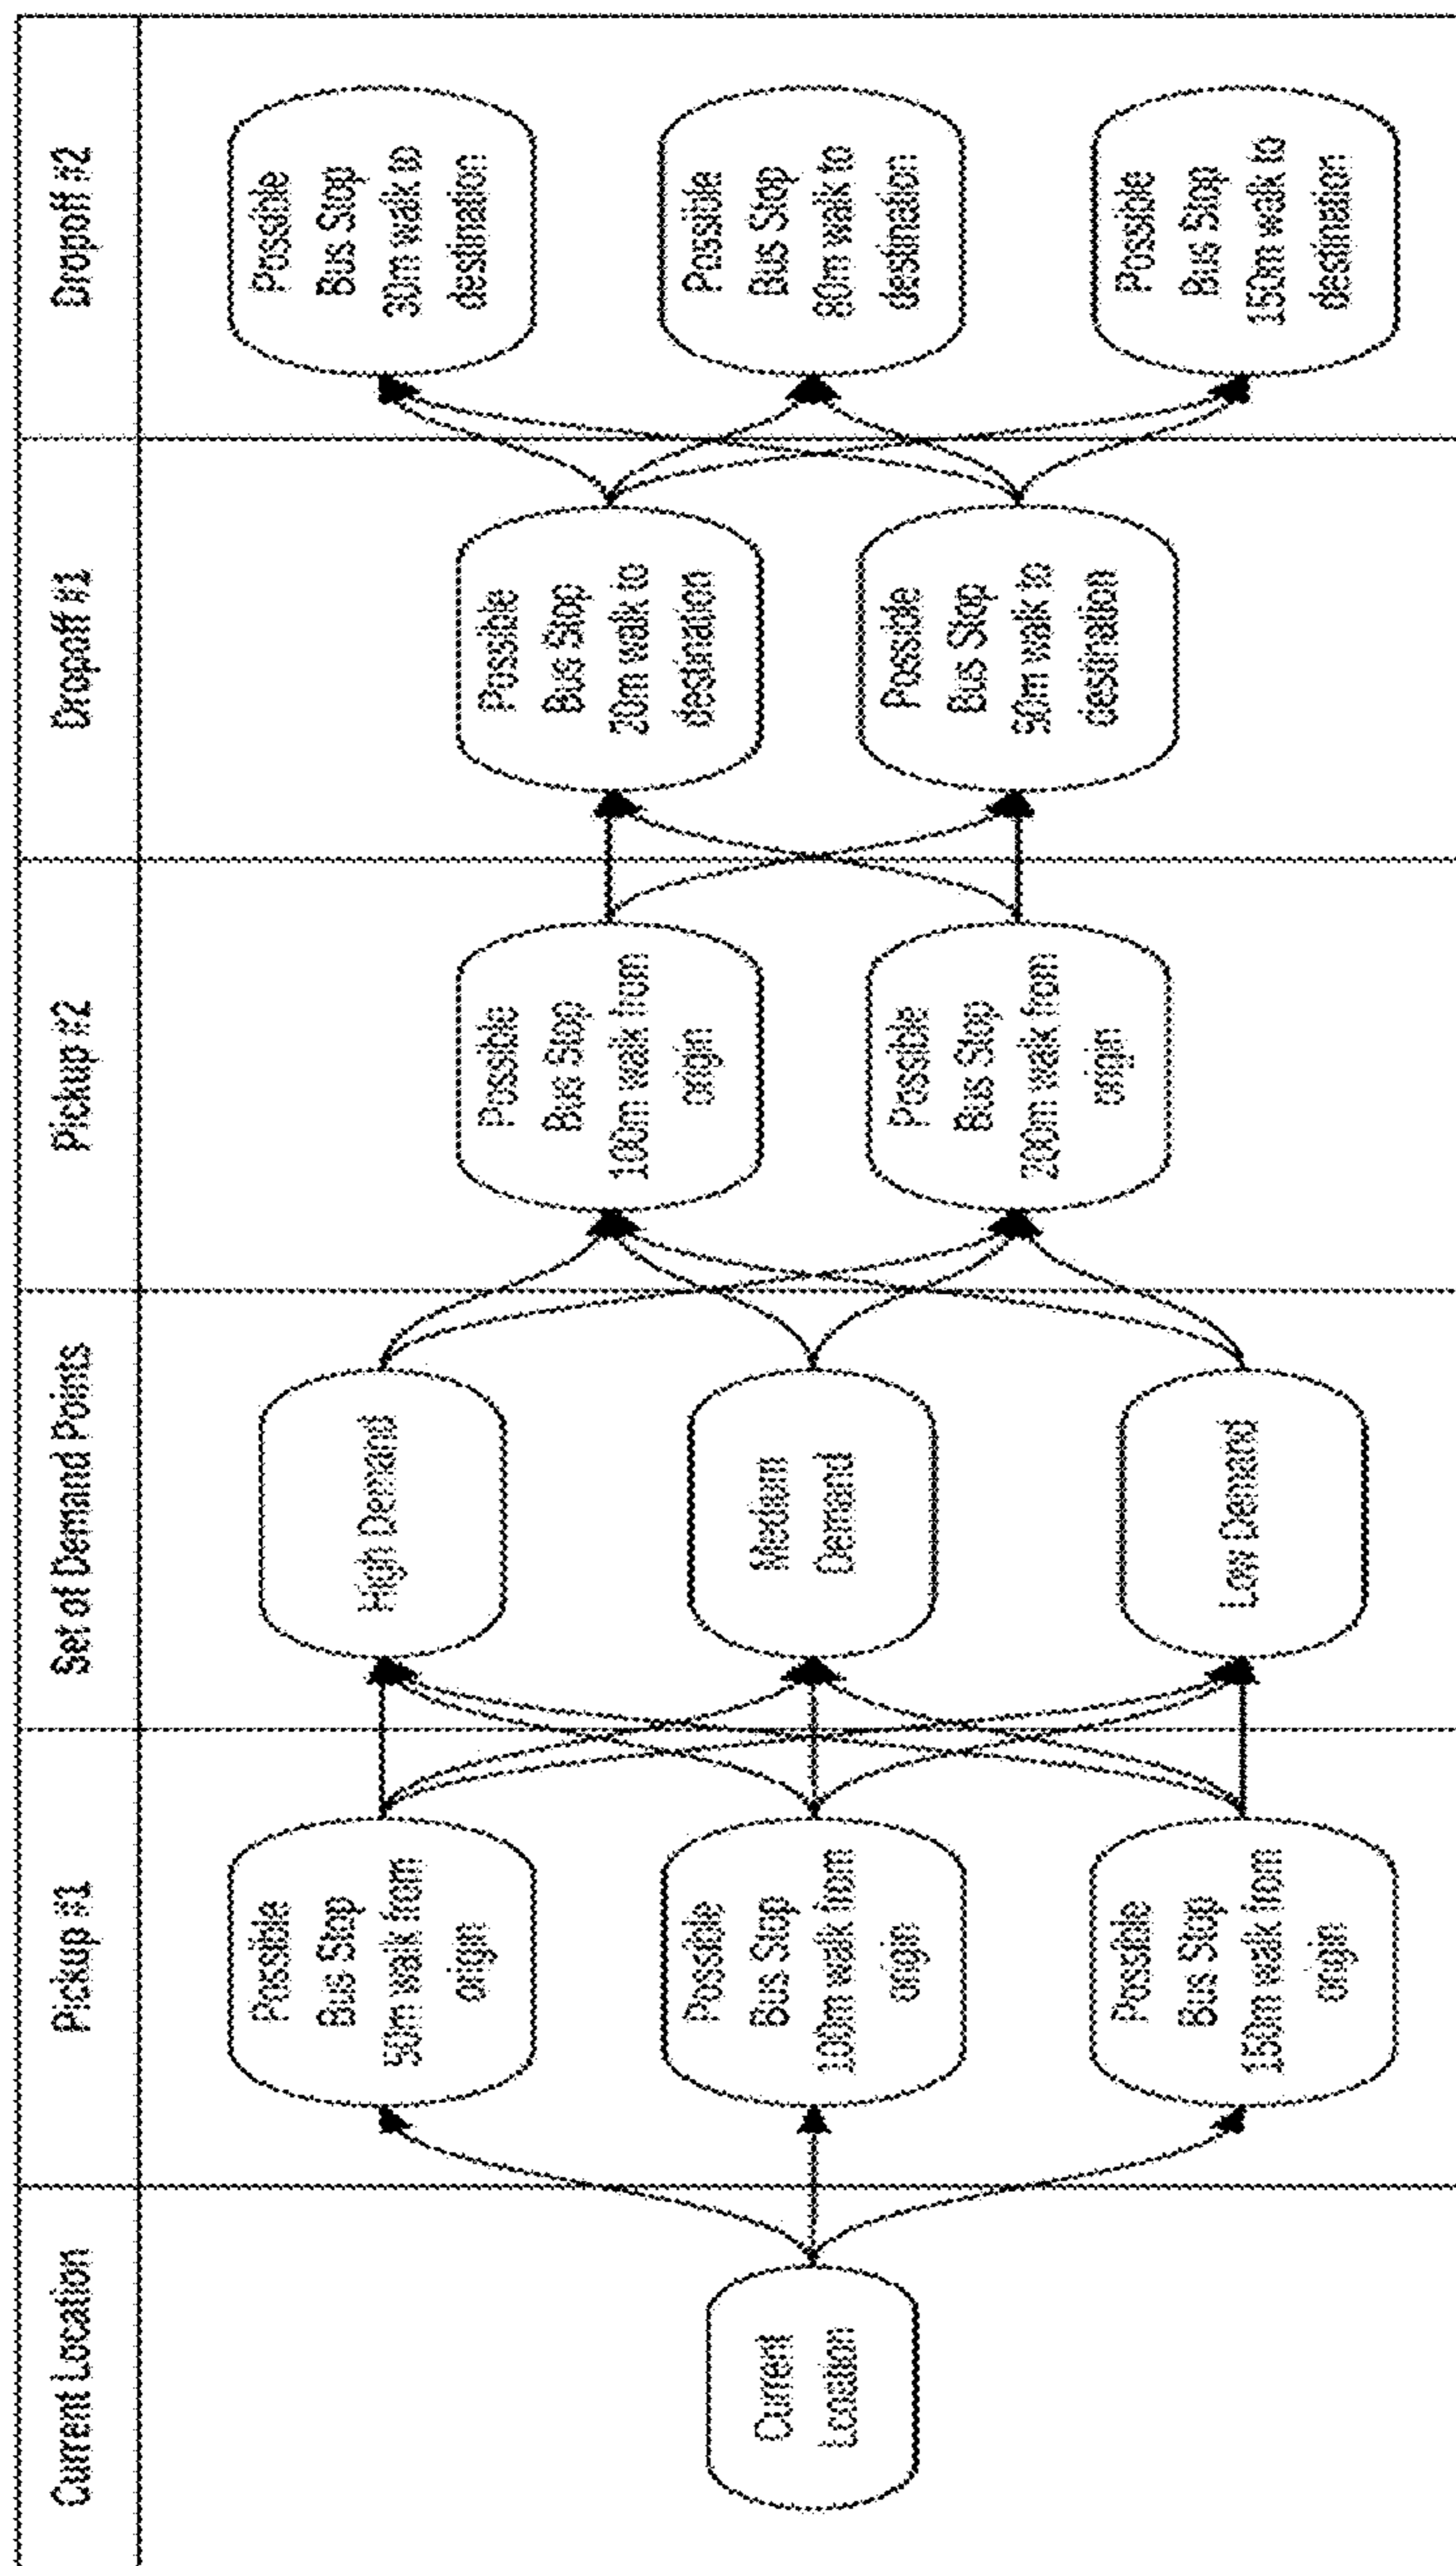 Current Location
Pickup #1
Set of Demand Points
Pickup #2
Dropoff #1
Dropoff #2
Current
Location
Possible
Bus Stop
50m walk from
origin
Possible
Bus Stop
100m walk from
origin
Possible
Bus Stop
150m walk from
origin
High Demand
Medium
Demand
Low Demand
Possible
Bus Stop
100m walk from
origin
Possible
Bus Stop
200m walk from
origin
Possible
Bus Stop
20m walk to
destination
Possible
Bus Stop
90m walk to
destination
Possible
Bus Stop
30m walk to
destination
Possible
Bus Stop
80m walk to
destination
Possible
Bus Stop
150m walk to
destination